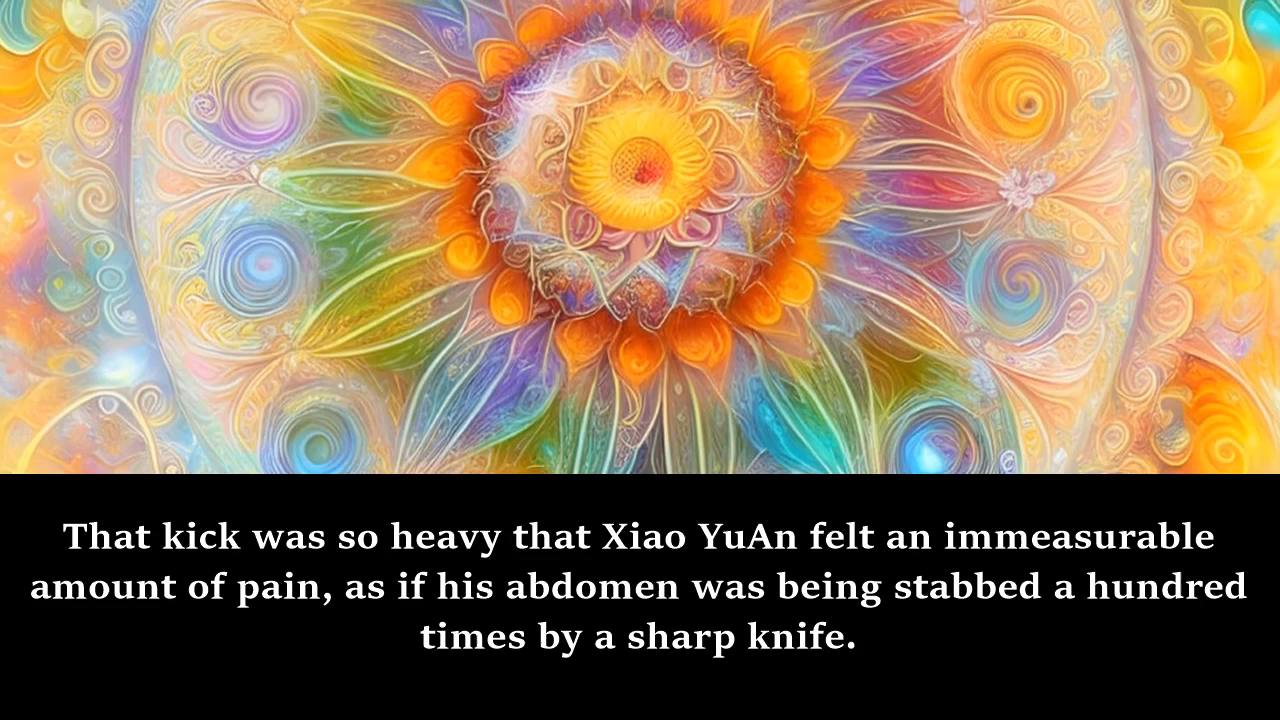 That kick was so heavy that Xiao YuAn felt an immeasurable
amount of pain, as if his abdomen was being stabbed a hundred
times by a sharp knife.